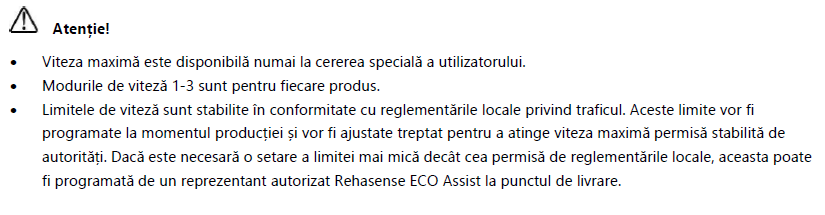 Atenție!
• Viteza maximă este disponibilă numai la cererea specială a utilizatorului.
• Modurile de viteză 1-3 sunt pentru fiecare produs.
• Limitele de viteză sunt stabilite în conformitate cu reglementările locale privind traficul. Aceste limite vor fi
programate la momentul producției și vor fi ajustate treptat pentru a atinge viteza maximă permisă stabilită de
autorități. Dacă este necesară o setare a limitei mai mică decât cea permisă de reglementările locale, aceasta poate
fi programată de un reprezentant autorizat Rehasense ECO Assist la punctul de livrare.